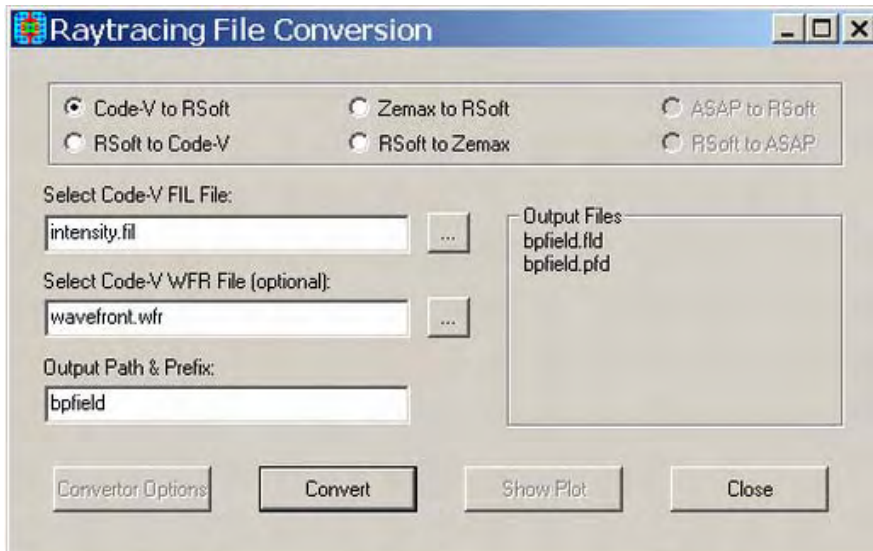 Raytracing File Conversion
Code-V to RSoft
Zemax to RSoft
ASAP to RSoft
RSoft to Code-V
RSoft to Zemax
RSoft to ASAP
Select Code-V FIL File:
intensity.fil
...
Select Code-V WFR File (optional):
wavefront.wfr
...
Output Path & Prefix:
bpfield
Output Files
bpfield.fld
bpfield.pfd
Convertor Options
Convert
Show Plot
Close